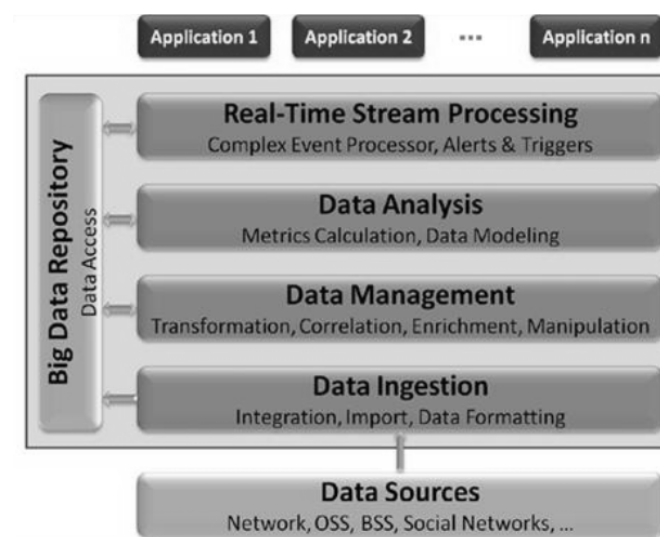 Application 1
Application 2
...
Application n
Big Data Repository
Data Access
Real-Time Stream Processing
Complex Event Processor, Alerts & Triggers
Data Analysis
Metrics Calculation, Data Modeling
Data Management
Transformation, Correlation, Enrichment, Manipulation
Data Ingestion
Integration, Import, Data Formatting
Data Sources
Network, OSS, BSS, Social Networks, ...